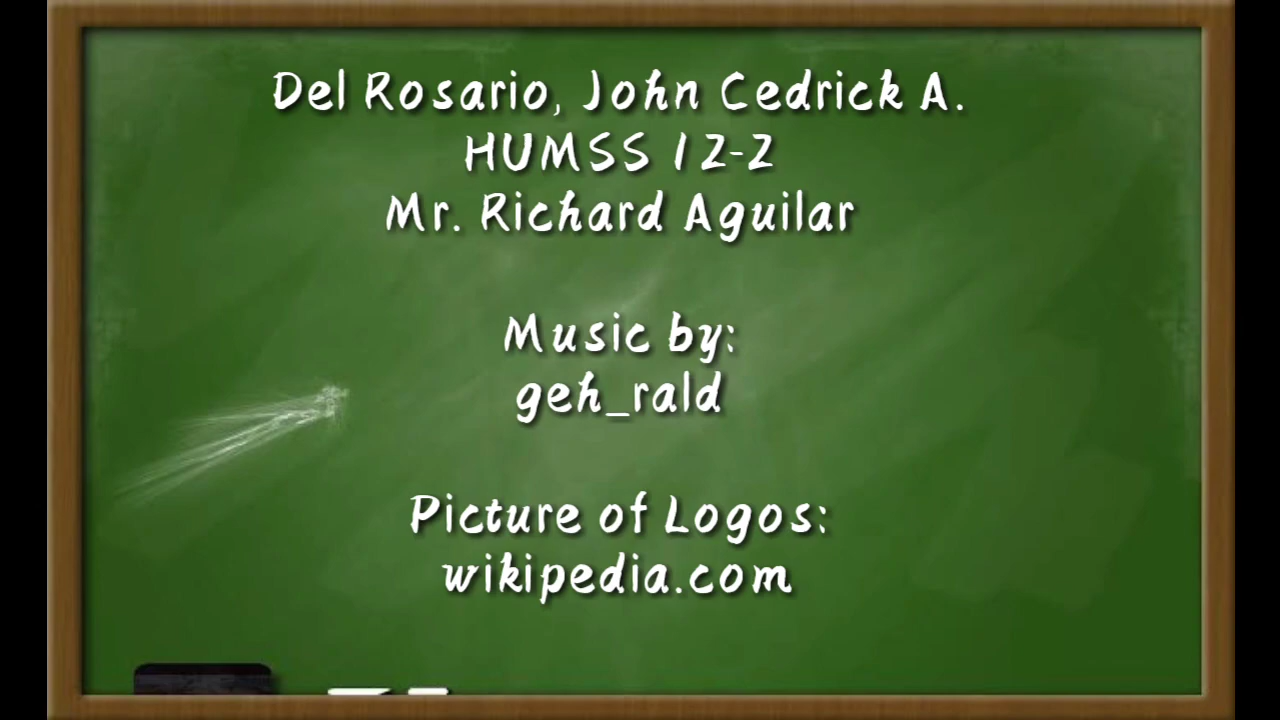 Del Rosario, John Cedrick A.
HUMSS 12-2
Mr. Richard Aguilar
Music by:
geh_rald
Picture of Logos:
wikipedia.com